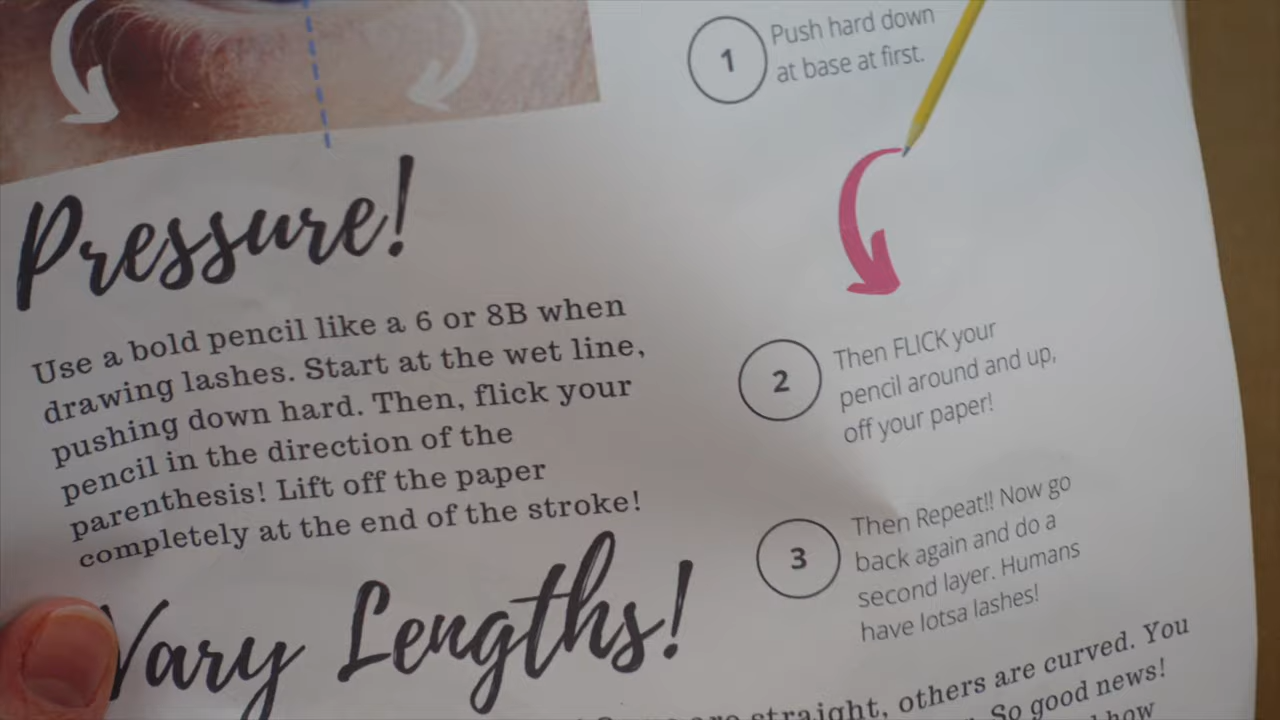 1
Push hard down
at base at first.
Pressure!
Use a bold pencil like a 6 or 8B when
drawing lashes. Start at the wet line,
pushing down hard. Then, flick your
pencil in the direction of the
parenthesis! Lift off the paper
completely at the end of the stroke!
2
Then FLICK your
pencil around and up,
off your paper!
3
Then Repeat!! Now go
back again and do a
second layer. Humans
have lotsa lashes!
Vary Lengths!
straight, others are curved. You
So good news!
how